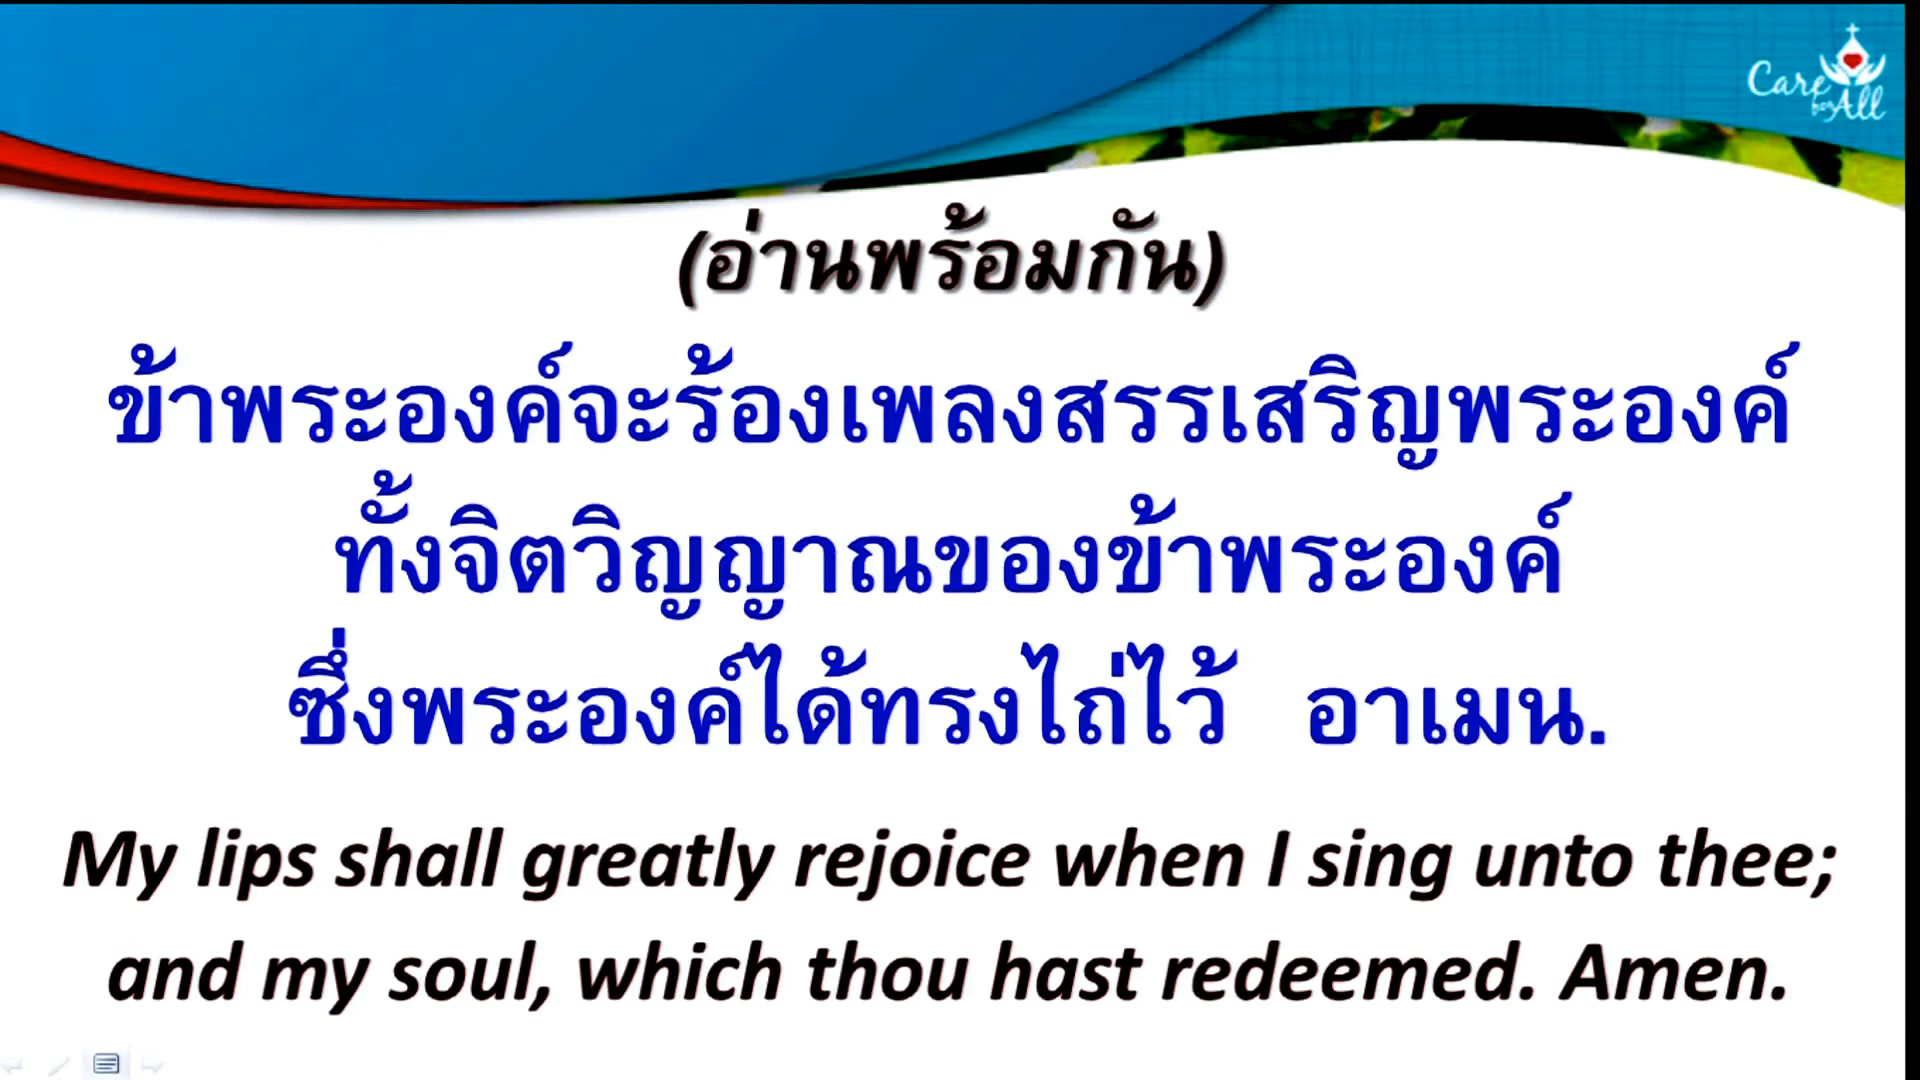 Care
for All
(อ่านพร้อมกัน)
ข้าพระองค์จะร้องเพลงสรรเสริญพระองค์
ทั้งจิตวิญญาณของข้าพระองค์
ซึ่งพระองค์ได้ทรงไถ่ไว้ อาเมน.
My lips shall greatly rejoice when I sing unto thee;
and my soul, which thou hast redeemed. Amen.